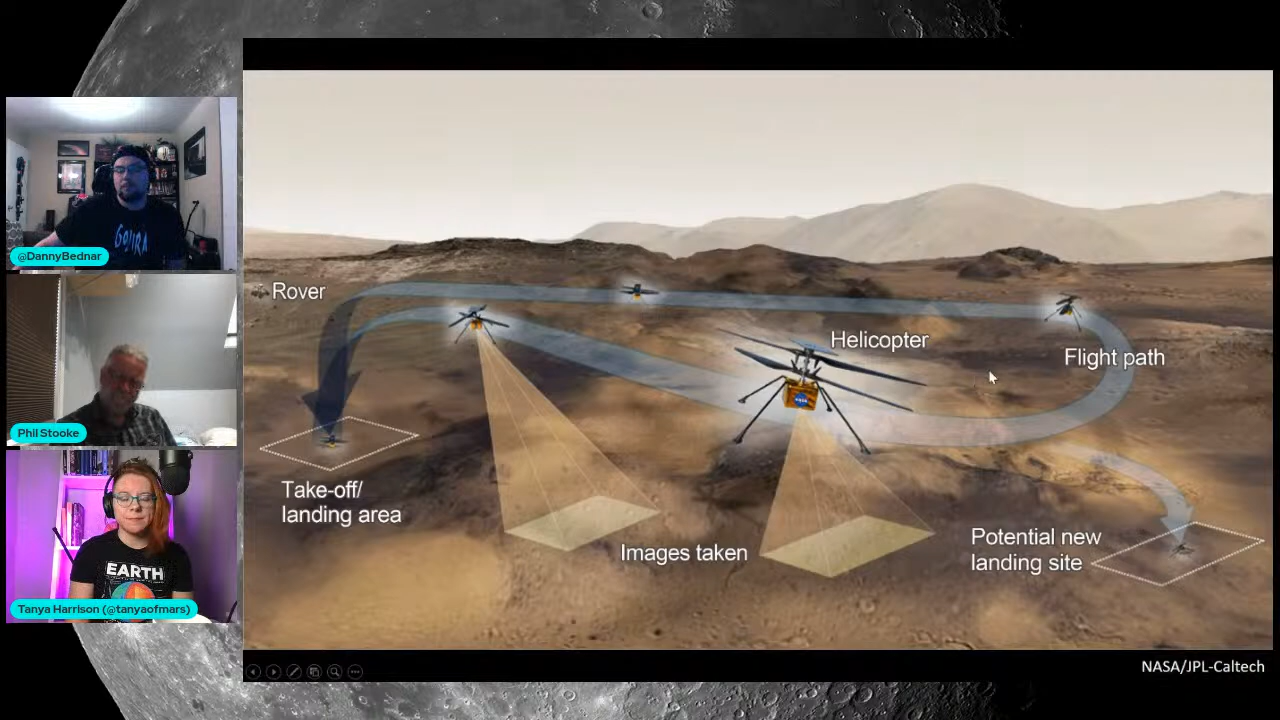 @DannyBednar
GOJIRA
Phil Stooke
EARTH
Tanya Harrison (@tanyaofmars)
Rover
Helicopter
Flight path
Take-off/
landing area
Images taken
Potential new
landing site
NASA
NASA/JPL-Caltech